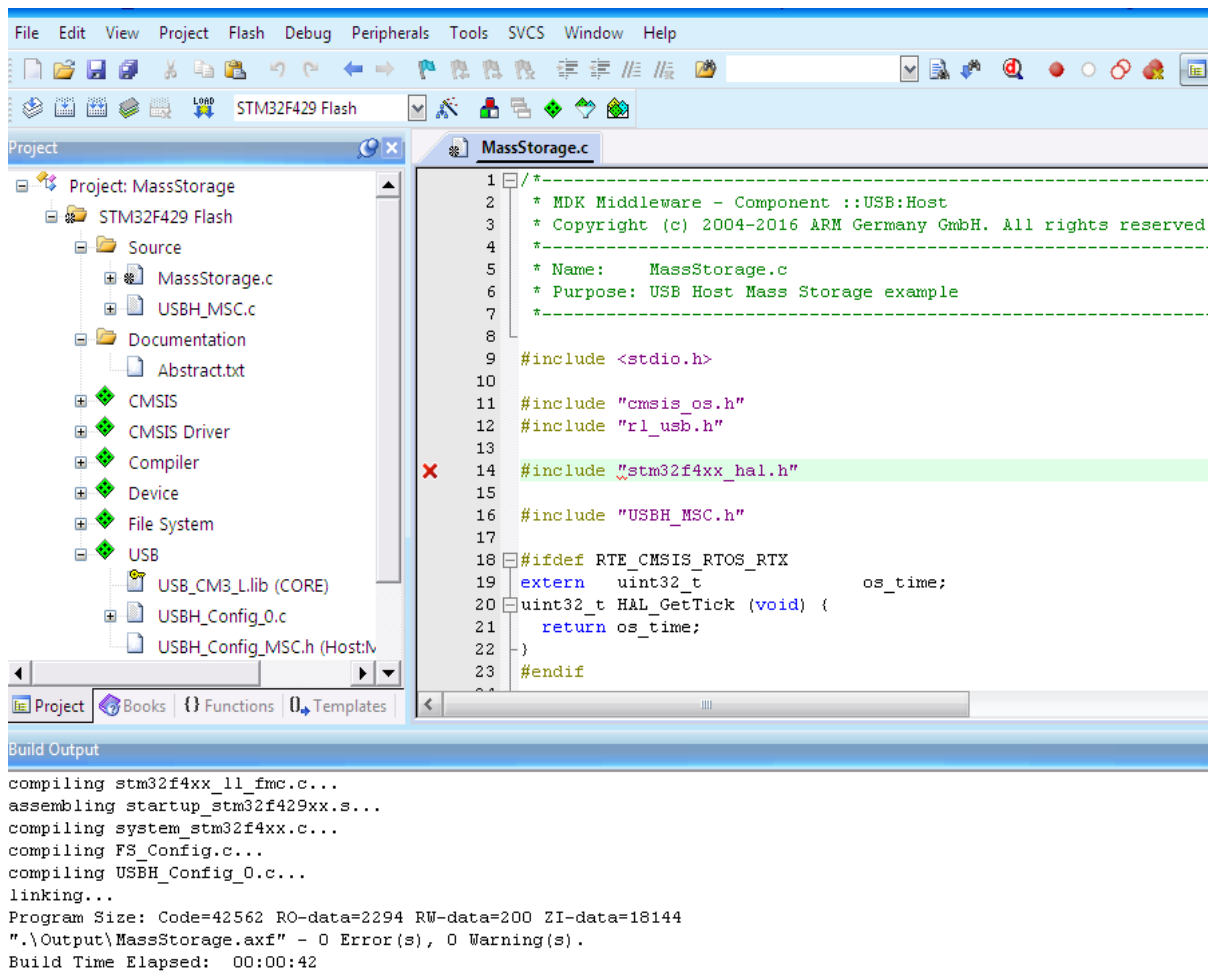 File Edit View Project Flash Debug Peripherals Tools SVCS Window Help
LOAD STM32F429 Flash
Project
MassStorage.c
Project: MassStorage
STM32F429 Flash
Source
MassStorage.c
USBH_MSC.c
Documentation
Abstract.txt
CMSIS
CMSIS Driver
Compiler
Device
File System
USB
USB_CM3_L.lib (CORE)
USBH_Config_0.c
USBH_Config_MSC.h (Host:M
Project Books {} Functions 0 Templates
1 /*------------------------------------------------------
2 * MDK Middleware - Component ::USB:Host
3 * Copyright (c) 2004-2016 ARM Germany GmbH. All rights reserved
4 *------------------------------------------------------
5 * Name: MassStorage.c
6 * Purpose: USB Host Mass Storage example
7 *------------------------------------------------------
8
9 #include <stdio.h>
10
11 #include "cmsis_os.h"
12 #include "rl_usb.h"
13
14 #include "stm32f4xx_hal.h"
15
16 #include "USBH_MSC.h"
17
18 #ifdef RTE_CMSIS_RTOS_RTX
19 extern uint32_t os_time;
20 uint32_t HAL_GetTick (void) {
21 return os_time;
22 }
23 #endif
Build Output
compiling stm32f4xx_ll_fmc.c...
assembling startup_stm32f429xx.s...
compiling system_stm32f4xx.c...
compiling FS_Config.c...
compiling USBH_Config_0.c...
linking...
Program Size: Code=42562 RO-data=2294 RW-data=200 ZI-data=18144
".\Output\MassStorage.axf" - 0 Error(s), 0 Warning(s).
Build Time Elapsed: 00:00:42